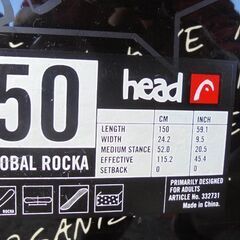 50
OBAL ROCKA
head
CM INCH
LENGTH 150 59.1
WIDTH 24.2 9.5
MEDIUM STANCE 52.0 20.5
EFFECTIVE 115.2 45.4
SETBACK 0 0
ROCKA
PRIMARILY DESIGNED
FOR ADULTS
ARTICLE No. 332731
Made in China.